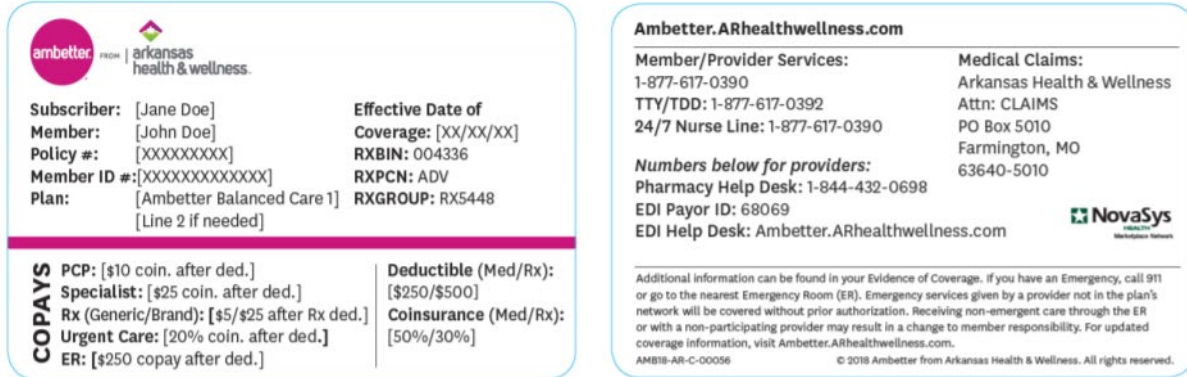 ambetter. FROM | arkansas
health & wellness.
Subscriber: [Jane Doe]
Member: [John Doe]
Policy #: [XXXXXXXXX]
Member ID #:[XXXXXXXXXXXXX]
Plan: [Ambetter Balanced Care 1]
[Line 2 if needed]
Effective Date of
Coverage: [XX/XX/XX]
RXBIN: 004336
RXPCN: ADV
RXGROUP: RX5448
COPAYS
PCP: [$10 coin. after ded.]
Specialist: [$25 coin. after ded.]
Rx (Generic/Brand): [$5/$25 after Rx ded.]
Urgent Care: [20% coin. after ded.]
ER: [$250 copay after ded.]
Deductible (Med/Rx):
[$250/$500]
Coinsurance (Med/Rx):
[50%/30%]
Ambetter.ARhealthwellness.com
Member/Provider Services:
1-877-617-0390
TTY/TDD: 1-877-617-0392
24/7 Nurse Line: 1-877-617-0390
Numbers below for providers:
Pharmacy Help Desk: 1-844-432-0698
EDI Payor ID: 68069
EDI Help Desk: Ambetter.ARhealthwellness.com
Medical Claims:
Arkansas Health & Wellness
Attn: CLAIMS
PO Box 5010
Farmington, MO
63640-5010
NovaSys
HEALTH
Marketplace Network
Additional information can be found in your Evidence of Coverage. If you have an Emergency, call 911
or go to the nearest Emergency Room (ER). Emergency services given by a provider not in the plan's
network will be covered without prior authorization. Receiving non-emergent care through the ER
or with a non-participating provider may result in a change to member responsibility. For updated
coverage information, visit Ambetter.ARhealthwellness.com.
AMB18-AR-C-00056
© 2018 Ambetter from Arkansas Health & Wellness. All rights reserved.